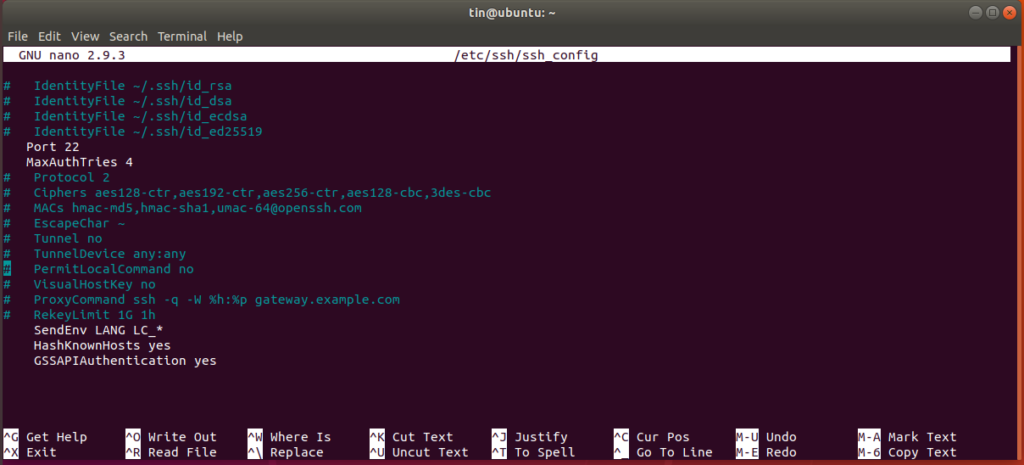 tin@ubuntu: ~
File Edit View Search Terminal Help
GNU nano 2.9.3 /etc/ssh/ssh_config
#   IdentityFile ~/.ssh/id_rsa
#   IdentityFile ~/.ssh/id_dsa
#   IdentityFile ~/.ssh/id_ecdsa
#   IdentityFile ~/.ssh/id_ed25519
   Port 22
   MaxAuthTries 4
#   Protocol 2
#   Ciphers aes128-ctr,aes192-ctr,aes256-ctr,aes128-cbc,3des-cbc
#   MACs hmac-md5,hmac-sha1,umac-64@openssh.com
#   EscapeChar ~
#   Tunnel no
#   TunnelDevice any:any
#   PermitLocalCommand no
#   VisualHostKey no
#   ProxyCommand ssh -q -W %h:%p gateway.example.com
#   RekeyLimit 1G 1h
    SendEnv LANG LC_*
    HashKnownHosts yes
    GSSAPIAuthentication yes
^G Get Help ^O Write Out ^W Where Is ^K Cut Text ^J Justify ^C Cur Pos M-U Undo M-A Mark Text
^X Exit ^R Read File ^\ Replace ^U Uncut Text ^T To Spell ^_ Go To Line M-E Redo M-6 Copy Text